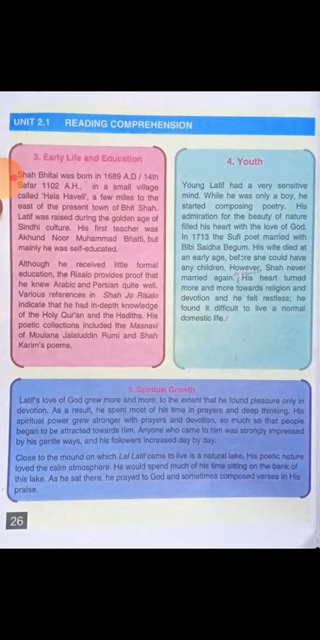 UNIT 2.1 READING COMPREHENSION
3. Early Life and Education
Shah Bhitai was born in 1689 A.D / 14th
Safar 1102 A.H., in a small village
called 'Hala Haveli', a few miles to the
east of the present town of Bhit Shah.
Latif was raised during the golden age of
Sindhi culture. His first teacher was
Akhund Noor Muhammad Bhatti, but
mainly he was self-educated.
Although he received little formal
education, the Risalo provides proof that
he knew Arabic and Persian quite well.
Various references in Shah Jo Risalo
indicate that he had in-depth knowledge
of the Holy Qur'an and the Hadiths. His
poetic collections included the Masnavi
of Moulana Jalaluddin Rumi and Shah
Karim's poems.
4. Youth
Young Latif had a very sensitive
mind. While he was only a boy, he
started composing poetry. His
admiration for the beauty of nature
filled his heart with the love of God.
In 1713 the Sufi poet married with
Bibi Saidha Begum. His wife died at
an early age, before she could have
any children. However, Shah never
married again. His heart turned
more and more towards religion and
devotion and he felt restless; he
found it difficult to live a normal
domestic life.
5. Spiritual Growth
Latif's love of God grew more and more, to the extent that he found pleasure only in
devotion. As a result, he spent most of his time in prayers and deep thinking. His
spiritual power grew stronger with prayers and devotion, so much so that people
began to be attracted towards him. Anyone who came to him was strongly impressed
by his gentle ways, and his followers increased day by day.
Close to the mound on which Lal Latif came to live is a natural lake. His poetic nature
loved the calm atmosphere. He would spend much of his time sitting on the bank of
this lake. As he sat there, he prayed to God and sometimes composed verses in His
praise.
26